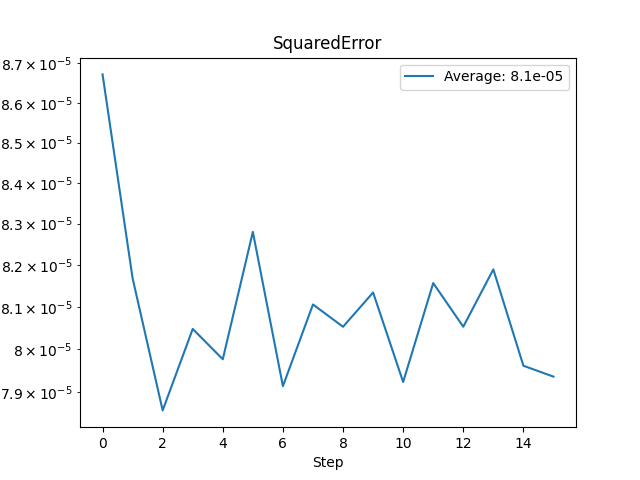 SquaredError
Average: 8.1e-05
8.7 × 10⁻⁵
8.6 × 10⁻⁵
8.5 × 10⁻⁵
8.4 × 10⁻⁵
8.3 × 10⁻⁵
8.2 × 10⁻⁵
8.1 × 10⁻⁵
8 × 10⁻⁵
7.9 × 10⁻⁵
0 2 4 6 8 10 12 14
Step